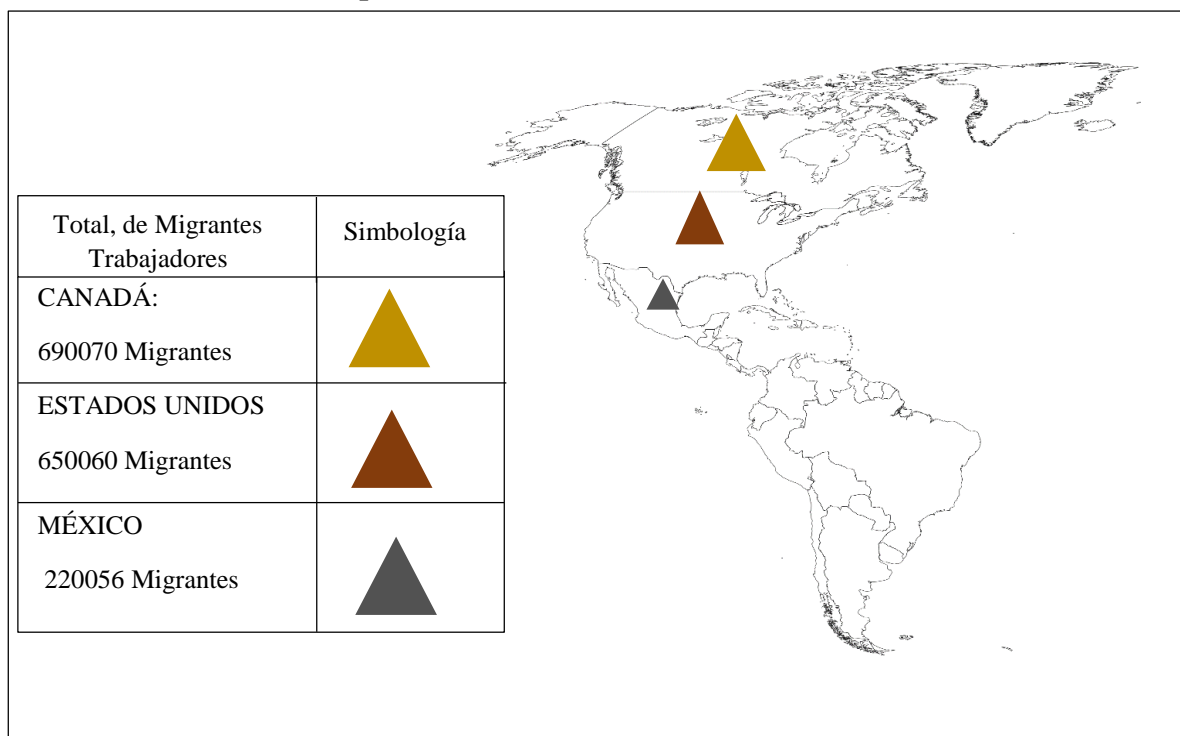 Total, de Migrantes
Trabajadores
Simbología
CANADÁ:
690070 Migrantes
ESTADOS UNIDOS
650060 Migrantes
MÉXICO
220056 Migrantes